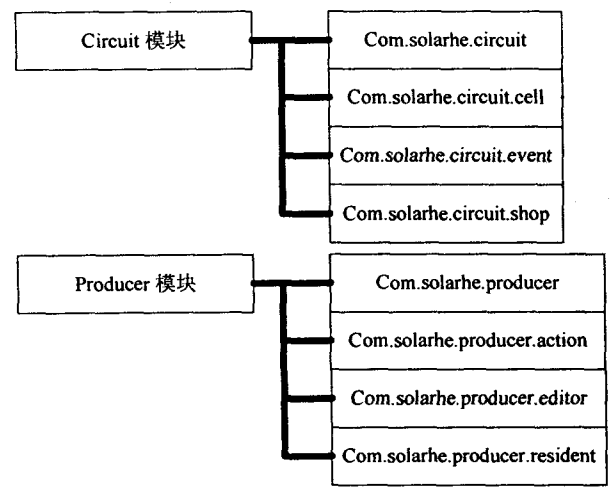 Circuit 模块
Com.solarhe.circuit
Com.solarhe.circuit.cell
Com.solarhe.circuit.event
Com.solarhe.circuit.shop
Producer 模块
Com.solarhe.producer
Com.solarhe.producer.action
Com.solarhe.producer.editor
Com.solarhe.producer.resident